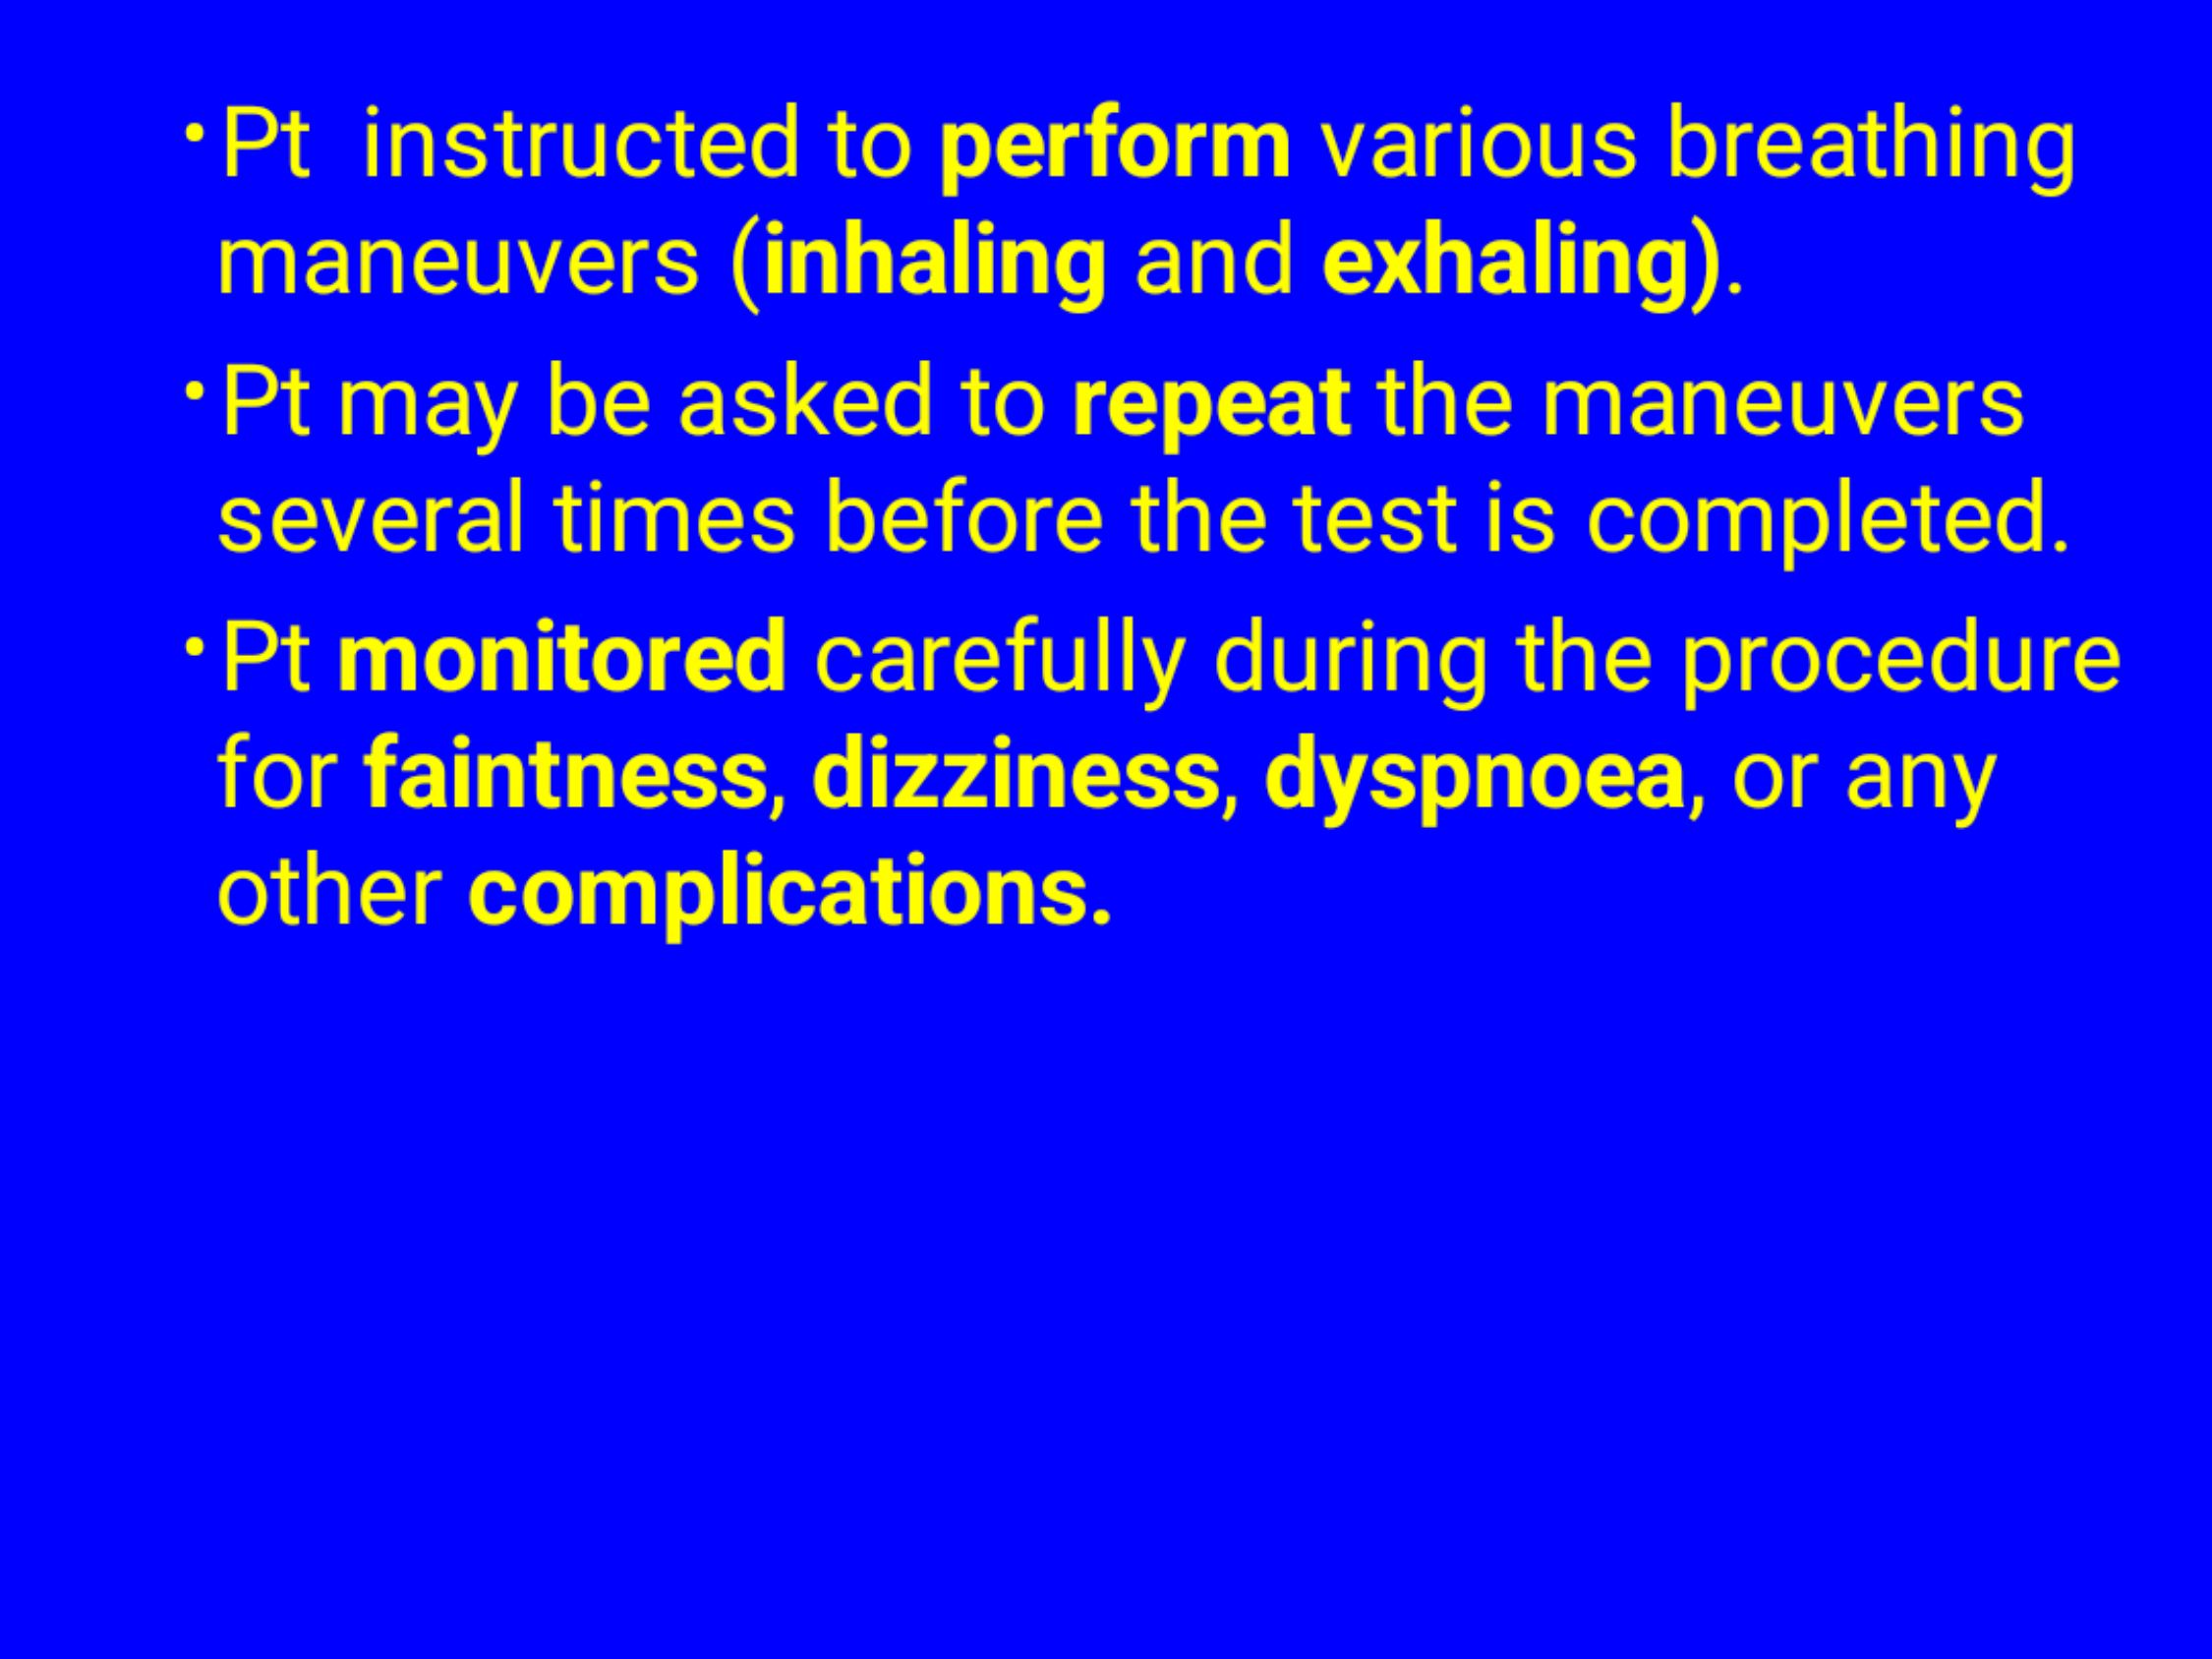 • Pt  instructed to perform various breathing
maneuvers (inhaling and exhaling).
• Pt may be asked to repeat the maneuvers
several times before the test is completed.
• Pt monitored carefully during the procedure
for faintness, dizziness, dyspnoea, or any
other complications.